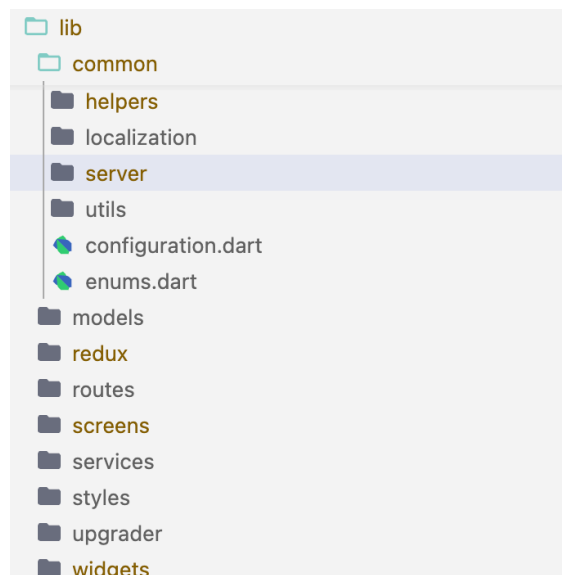 lib
common
helpers
localization
server
utils
configuration.dart
enums.dart
models
redux
routes
screens
services
styles
upgrader
widgets